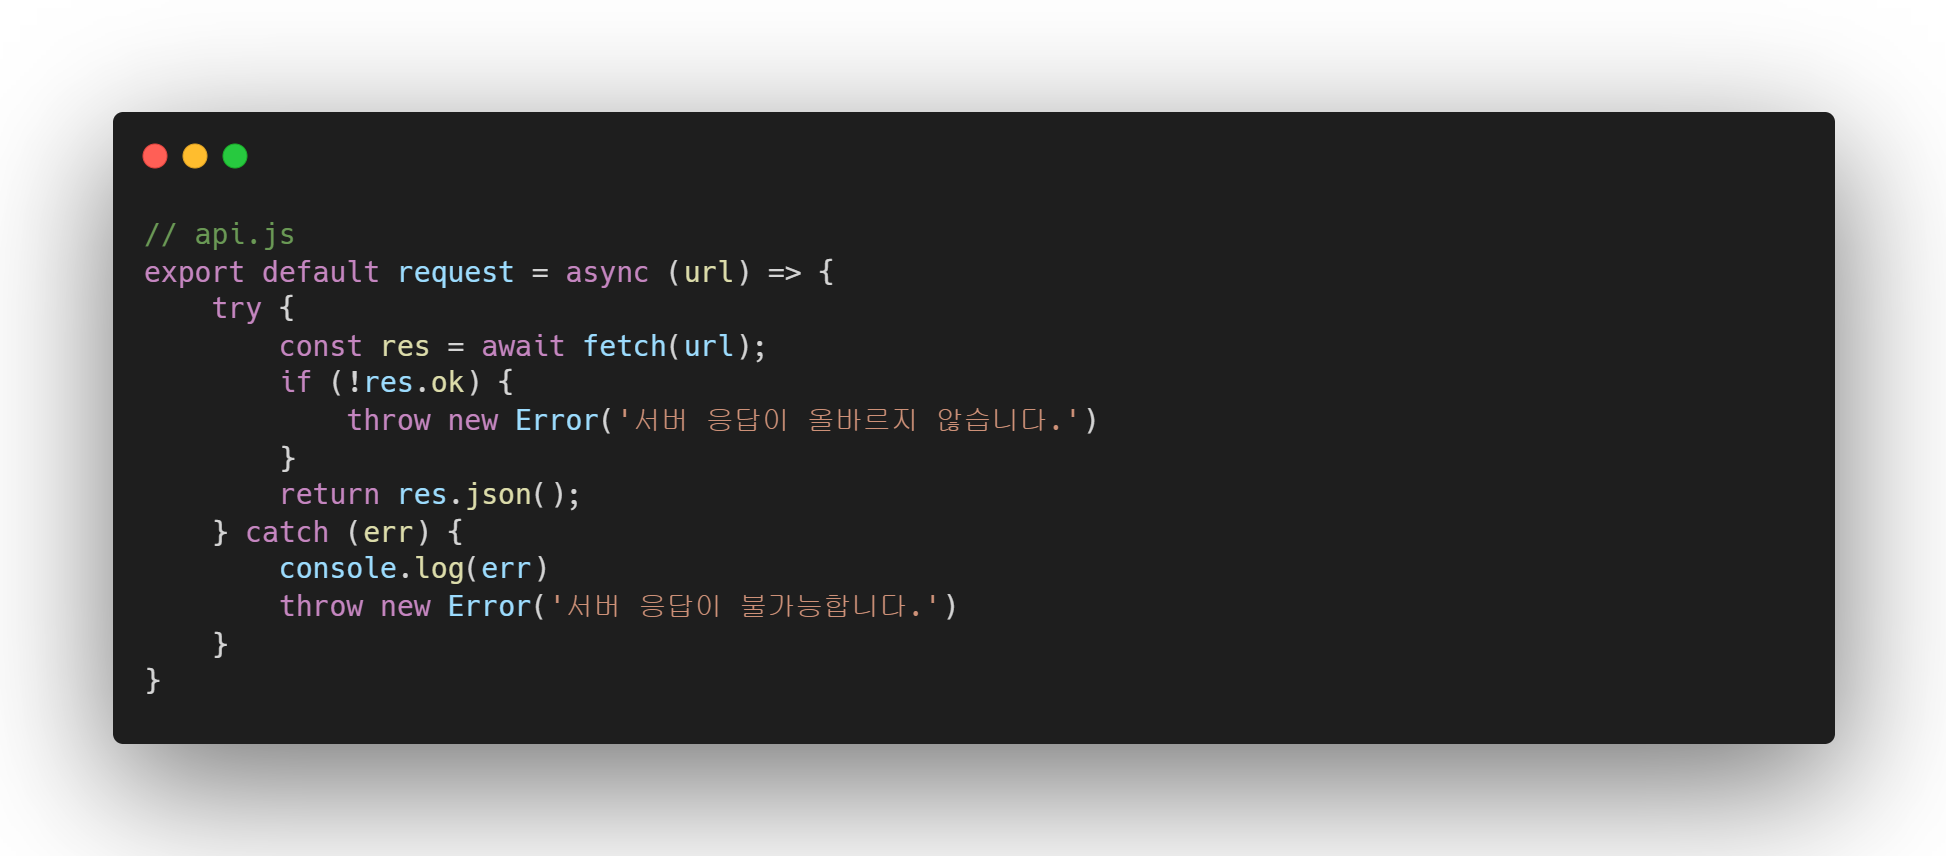 // api.js
export default request = async (url) => {
    try {
        const res = await fetch(url);
        if (!res.ok) {
            throw new Error('서버 응답이 올바르지 않습니다.')
        }
        return res.json();
    } catch (err) {
        console.log(err)
        throw new Error('서버 응답이 불가능합니다.')
    }
}